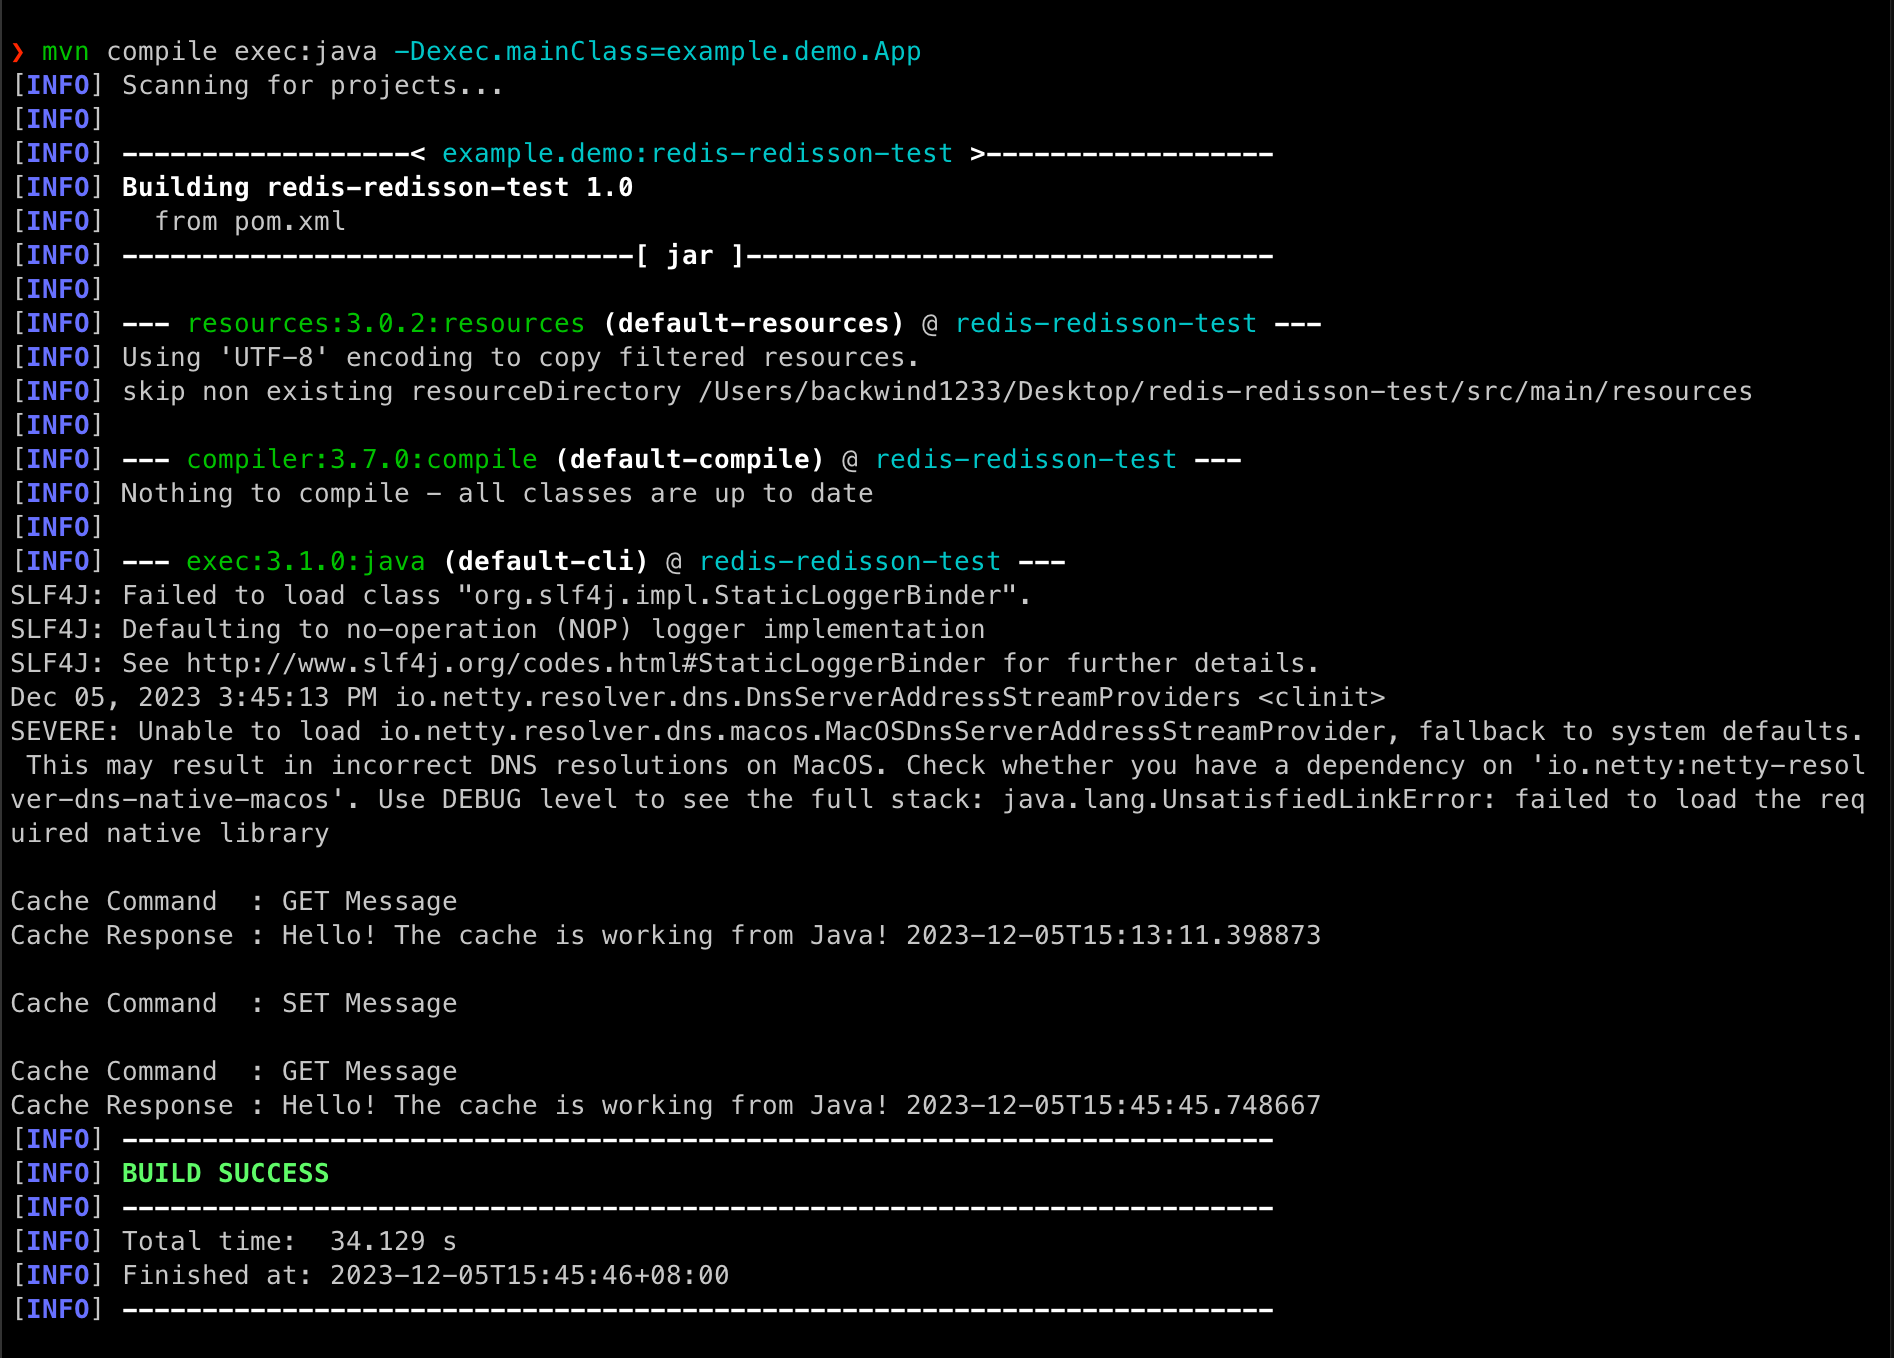 ❯ mvn compile exec:java -Dexec.mainClass=example.demo.App
[INFO] Scanning for projects...
[INFO]
[INFO] ------------------< example.demo:redis-redisson-test >------------------
[INFO] Building redis-redisson-test 1.0
[INFO]   from pom.xml
[INFO] --------------------------------[ jar ]---------------------------------
[INFO]
[INFO] --- resources:3.0.2:resources (default-resources) @ redis-redisson-test ---
[INFO] Using 'UTF-8' encoding to copy filtered resources.
[INFO] skip non existing resourceDirectory /Users/backwind1233/Desktop/redis-redisson-test/src/main/resources
[INFO]
[INFO] --- compiler:3.7.0:compile (default-compile) @ redis-redisson-test ---
[INFO] Nothing to compile - all classes are up to date
[INFO]
[INFO] --- exec:3.1.0:java (default-cli) @ redis-redisson-test ---
SLF4J: Failed to load class "org.slf4j.impl.StaticLoggerBinder".
SLF4J: Defaulting to no-operation (NOP) logger implementation
SLF4J: See http://www.slf4j.org/codes.html#StaticLoggerBinder for further details.
Dec 05, 2023 3:45:13 PM io.netty.resolver.dns.DnsServerAddressStreamProviders <clinit>
SEVERE: Unable to load io.netty.resolver.dns.macos.MacOSDnsServerAddressStreamProvider, fallback to system defaults.
 This may result in incorrect DNS resolutions on MacOS. Check whether you have a dependency on 'io.netty:netty-resol
ver-dns-native-macos'. Use DEBUG level to see the full stack: java.lang.UnsatisfiedLinkError: failed to load the req
uired native library

Cache Command  : GET Message
Cache Response : Hello! The cache is working from Java! 2023-12-05T15:13:11.398873

Cache Command  : SET Message

Cache Command  : GET Message
Cache Response : Hello! The cache is working from Java! 2023-12-05T15:45:45.748667
[INFO] ------------------------------------------------------------------------
[INFO] BUILD SUCCESS
[INFO] ------------------------------------------------------------------------
[INFO] Total time:  34.129 s
[INFO] Finished at: 2023-12-05T15:45:46+08:00
[INFO] ------------------------------------------------------------------------